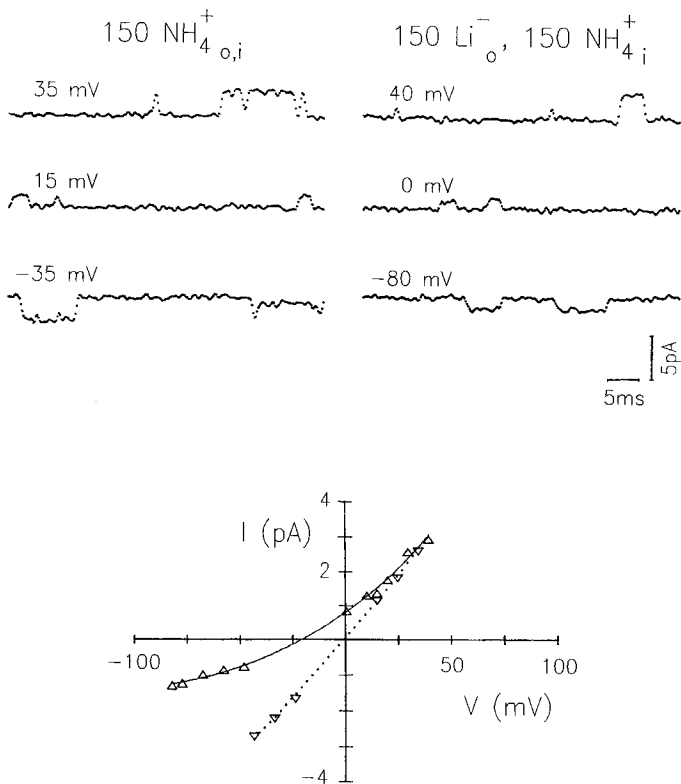 150 NH₄⁺ₒ,ᵢ
150 Li⁻ₒ, 150 NH₄⁺ᵢ
35 mV
40 mV
15 mV
0 mV
−35 mV
−80 mV
5pA
5ms
4
I (pA)
2
-100
50
100
V (mV)
-4